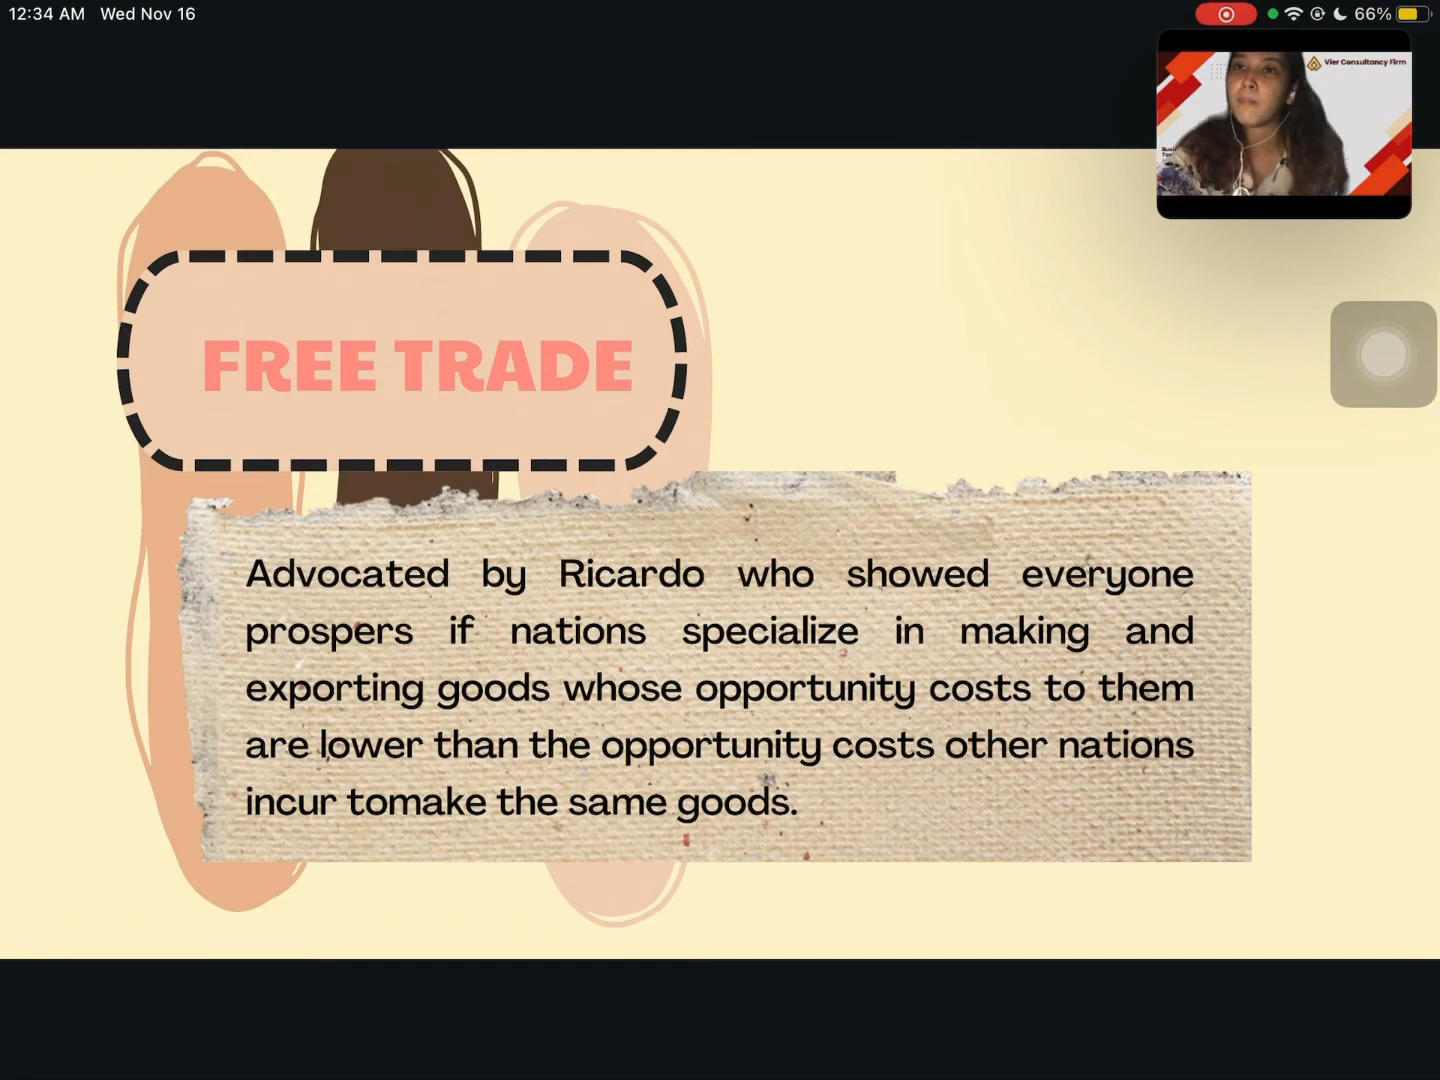 12:34 AM Wed Nov 16
66%
Vier Consultancy Firm
FREE TRADE
Advocated by Ricardo who showed everyone
prospers if nations specialize in making and
exporting goods whose opportunity costs to them
are lower than the opportunity costs other nations
incur tomake the same goods.